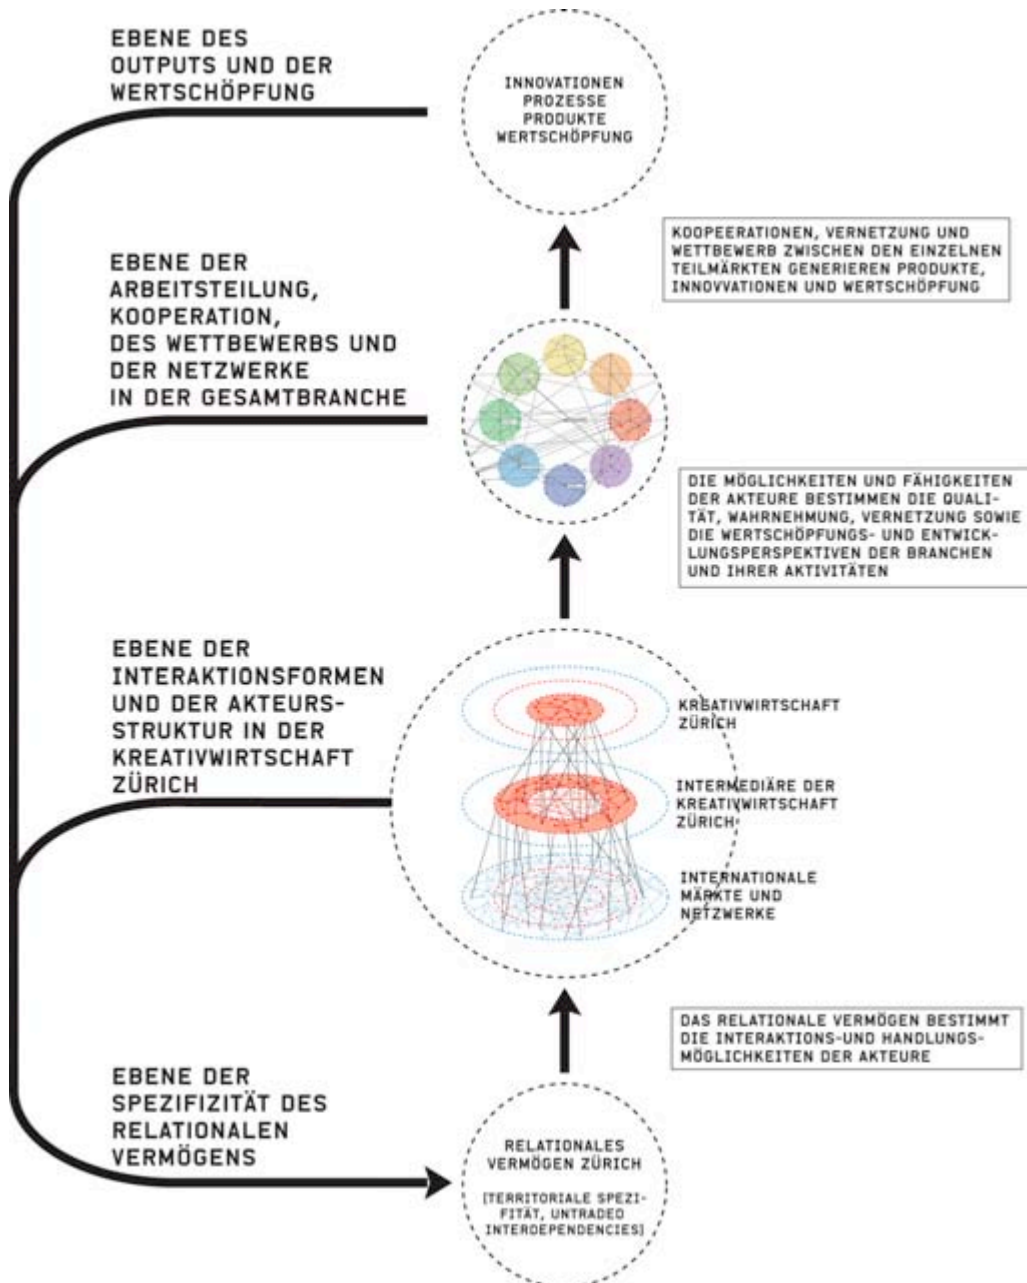 EBENE DES
OUTPUTS UND DER
WERTSCHÖPFUNG
INNOVATIONEN
PROZESSE
PRODUKTE
WERTSCHÖPFUNG
KOOPEERATIONEN, VERNETZUNG UND
WETTBEWERB ZWISCHEN DEN EINZELNEN
TEILMÄRKTEN GENERIEREN PRODUKTE,
INNOVVATIONEN UND WERTSCHÖPFUNG
EBENE DER
ARBEITSTEILUNG,
KOOPERATION,
DES WETTBEWERBS UND
DER NETZWERKE
IN DER GESAMTBRANCHE
DIE MÖGLICHKEITEN UND FÄHIGKEITEN
DER AKTEURE BESTIMMEN DIE QUALI-
TÄT, WAHRNEHMUNG, VERNETZUNG SOWIE
DIE WERTSCHÖPFUNGS- UND ENTWICK-
LUNGSPERSPEKTIVEN DER BRANCHEN
UND IHRER AKTIVITÄTEN
EBENE DER
INTERAKTIONSFORMEN
UND DER AKTEURS-
STRUKTUR IN DER
KREATIVWIRTSCHAFT
ZÜRICH
KREATIVWIRTSCHAFT
ZÜRICH
INTERMEDIÄRE DER
KREATIVWIRTSCHAFT
ZÜRICH
INTERNATIONALE
MÄRKTE UND
NETZWERKE
DAS RELATIONALE VERMÖGEN BESTIMMT
DIE INTERAKTIONS-UND HANDLUNGS-
MÖGLICHKEITEN DER AKTEURE
EBENE DER
SPEZIFIZITÄT DES
RELATIONALEN
VERMÖGENS
RELATIONALES
VERMÖGEN ZÜRICH
[TERRITORIALE SPEZI-
FITÄT, UNTRADED
INTERDEPENDENCIES]